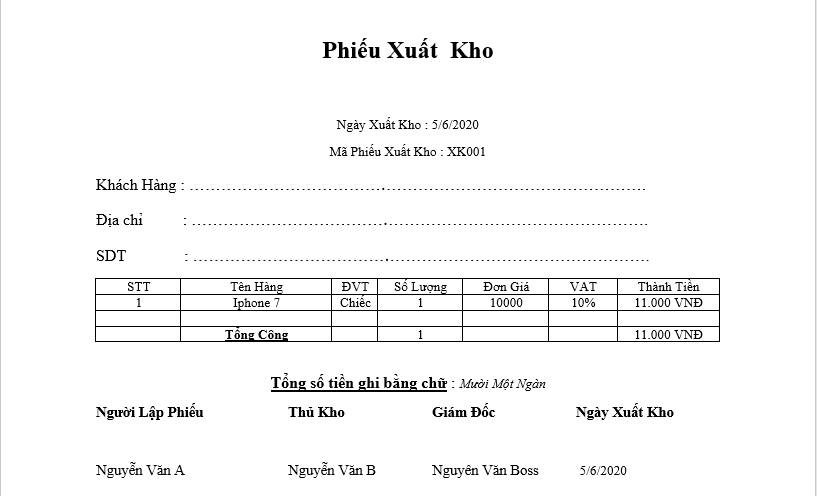 Phiếu Xuất Kho
Ngày Xuất Kho : 5/6/2020
Mã Phiếu Xuất Kho : XK001
Khách Hàng : ……………………………….…………………………………………….
Địa chỉ : ……………………………….…………………………………………….
SDT : ……………………………….…………………………………………….
STT Tên Hàng ĐVT Số Lượng Đơn Giá VAT Thành Tiền
1 Iphone 7 Chiếc 1 10000 10% 11.000 VNĐ
Tổng Công 1 11.000 VNĐ
Tổng số tiền ghi bằng chữ : Mười Một Ngàn
Người Lập Phiếu Thủ Kho Giám Đốc Ngày Xuất Kho
Nguyễn Văn A Nguyễn Văn B Nguyên Văn Boss 5/6/2020